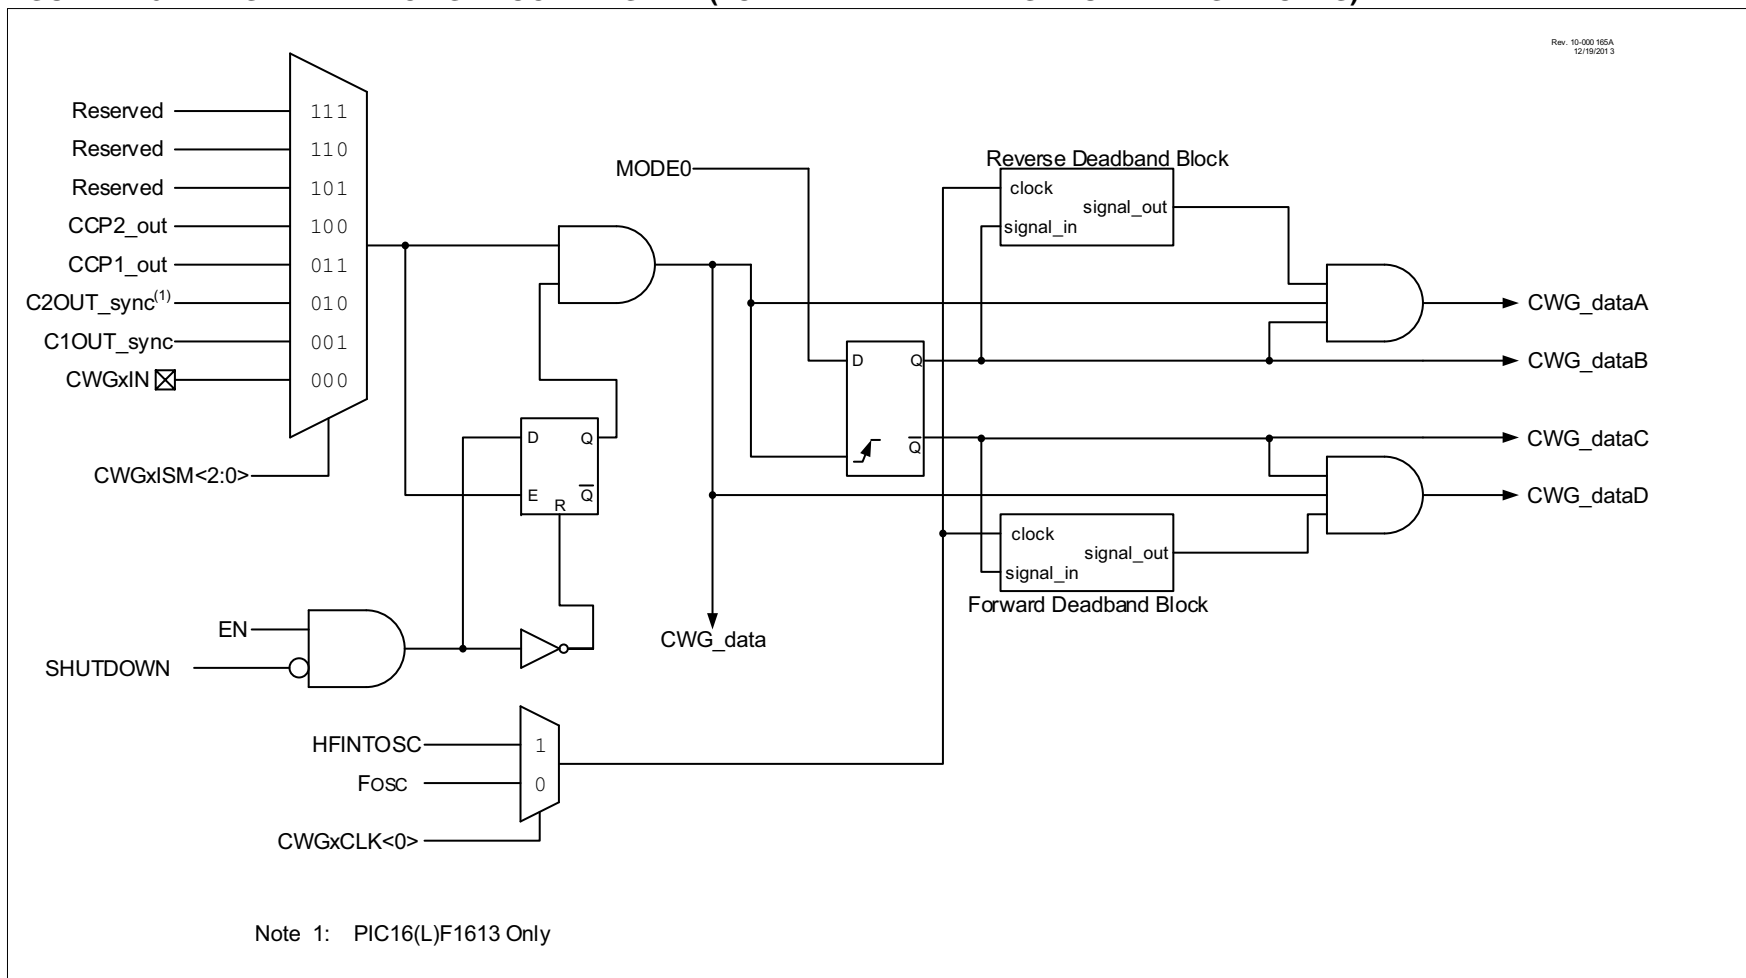 Rev. 10-000 165A
12/19/2013
Reserved 111
Reserved 110
Reserved 101
CCP2_out 100
CCP1_out 011
C2OUT_sync(1) 010
C1OUT_sync 001
CWGxIN 000
CWGxISM<2:0>
MODE0
Reverse Deadband Block
clock
signal_out
signal_in
D Q
Q
D Q
E Q
R
CWG_dataA
CWG_dataB
CWG_dataC
CWG_dataD
clock
signal_out
signal_in
Forward Deadband Block
EN
SHUTDOWN
CWG_data
HFINTOSC 1
FOSC 0
CWGxCLK<0>
Note 1: PIC16(L)F1613 Only